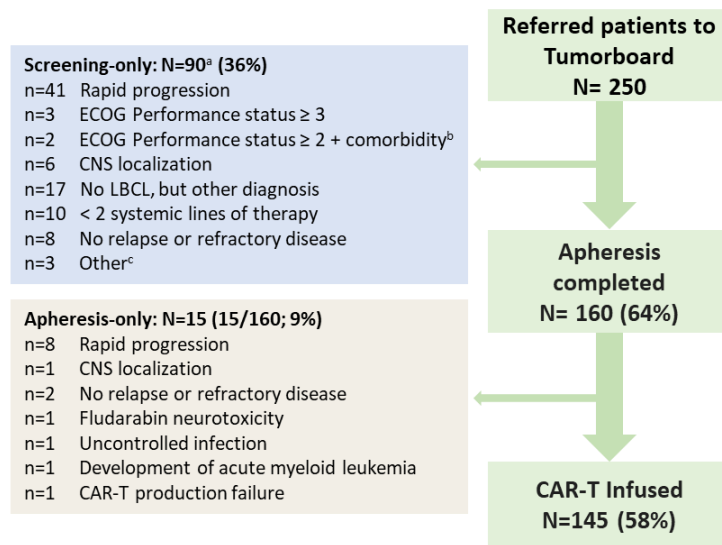 Referred patients to
Tumorboard
N= 250
Screening-only: N=90ᵃ (36%)
n=41 Rapid progression
n=3 ECOG Performance status ≥ 3
n=2 ECOG Performance status ≥ 2 + comorbidityᵇ
n=6 CNS localization
n=17 No LBCL, but other diagnosis
n=10 < 2 systemic lines of therapy
n=8 No relapse or refractory disease
n=3 Otherᶜ
Apheresis
completed
N= 160 (64%)
Apheresis-only: N=15 (15/160; 9%)
n=8 Rapid progression
n=1 CNS localization
n=2 No relapse or refractory disease
n=1 Fludarabin neurotoxicity
n=1 Uncontrolled infection
n=1 Development of acute myeloid leukemia
n=1 CAR-T production failure
CAR-T Infused
N=145 (58%)